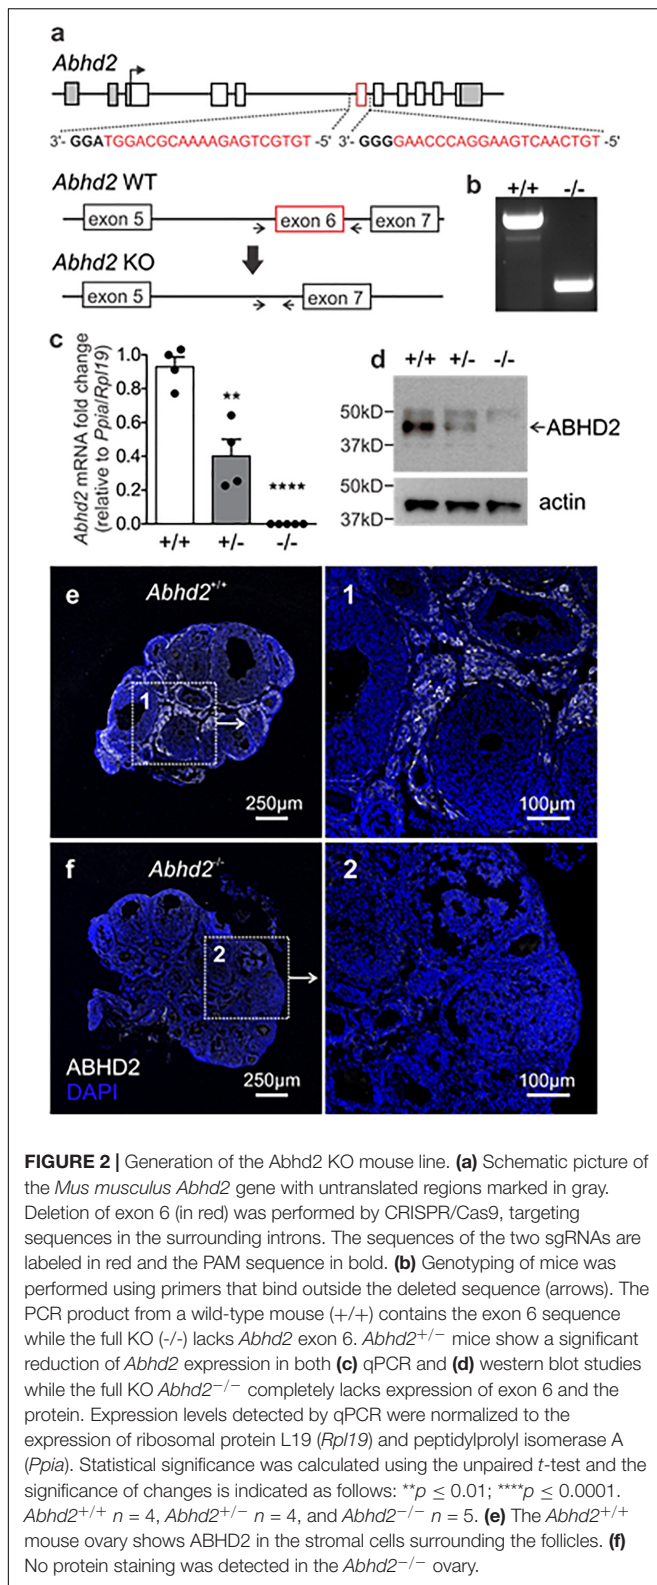 a
Abhd2
3'- GGATGGACGCAAAAGAGTCGTGT -5' 3'- GGGGAACCCAGGAAGTCAACTGT -5'
Abhd2 WT
exon 5 exon 6 exon 7
Abhd2 KO
exon 5 exon 7
b
+/+ -/-
c
Abhd2 mRNA fold change
(relative to Ppia/Rpl19)
1.0
0.8
0.6
0.4
0.2
0.0
**
****
+/+ +/- -/-
d
+/+ +/- -/-
50kD
37kD
←ABHD2
50kD
37kD
actin
e Abhd2+/+
1
250µm
1
100µm
f Abhd2-/-
2
ABHD2
DAPI
250µm
2
100µm
FIGURE 2 | Generation of the Abhd2 KO mouse line. (a) Schematic picture of
the Mus musculus Abhd2 gene with untranslated regions marked in gray.
Deletion of exon 6 (in red) was performed by CRISPR/Cas9, targeting
sequences in the surrounding introns. The sequences of the two sgRNAs are
labeled in red and the PAM sequence in bold. (b) Genotyping of mice was
performed using primers that bind outside the deleted sequence (arrows). The
PCR product from a wild-type mouse (+/+) contains the exon 6 sequence
while the full KO (-/-) lacks Abhd2 exon 6. Abhd2+/− mice show a significant
reduction of Abhd2 expression in both (c) qPCR and (d) western blot studies
while the full KO Abhd2−/− completely lacks expression of exon 6 and the
protein. Expression levels detected by qPCR were normalized to the
expression of ribosomal protein L19 (Rpl19) and peptidylprolyl isomerase A
(Ppia). Statistical significance was calculated using the unpaired t-test and the
significance of changes is indicated as follows: **p ≤ 0.01; ****p ≤ 0.0001.
Abhd2+/+ n = 4, Abhd2+/− n = 4, and Abhd2−/− n = 5. (e) The Abhd2+/+
mouse ovary shows ABHD2 in the stromal cells surrounding the follicles. (f)
No protein staining was detected in the Abhd2−/− ovary.